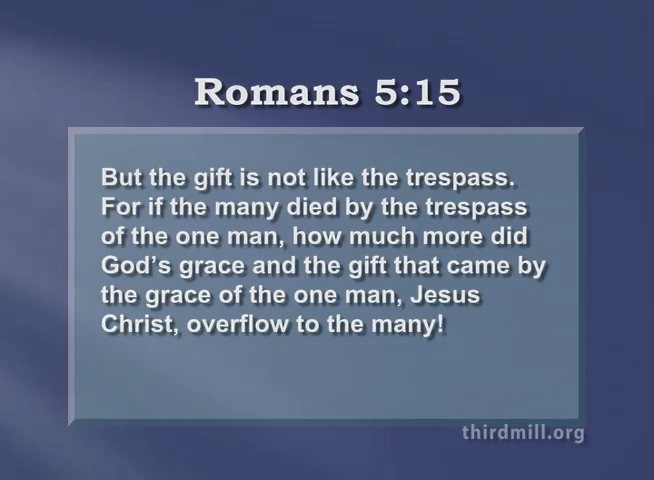 Romans 5:15
But the gift is not like the trespass.
For if the many died by the trespass
of the one man, how much more did
God’s grace and the gift that came by
the grace of the one man, Jesus
Christ, overflow to the many!
thirdmill.org